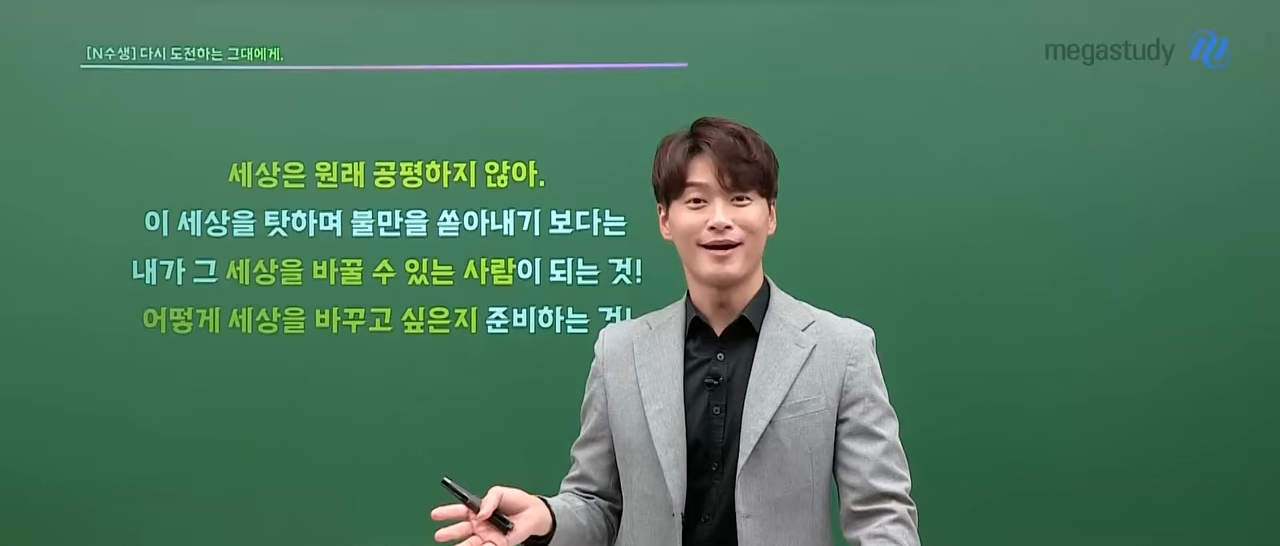 [N수생] 다시 도전하는 그대에게.
megastudy
세상은 원래 공평하지 않아.
이 세상을 탓하며 불만을 쏟아내기 보다는
내가 그 세상을 바꿀 수 있는 사람이 되는 것!
어떻게 세상을 바꾸고 싶은지 준비하는